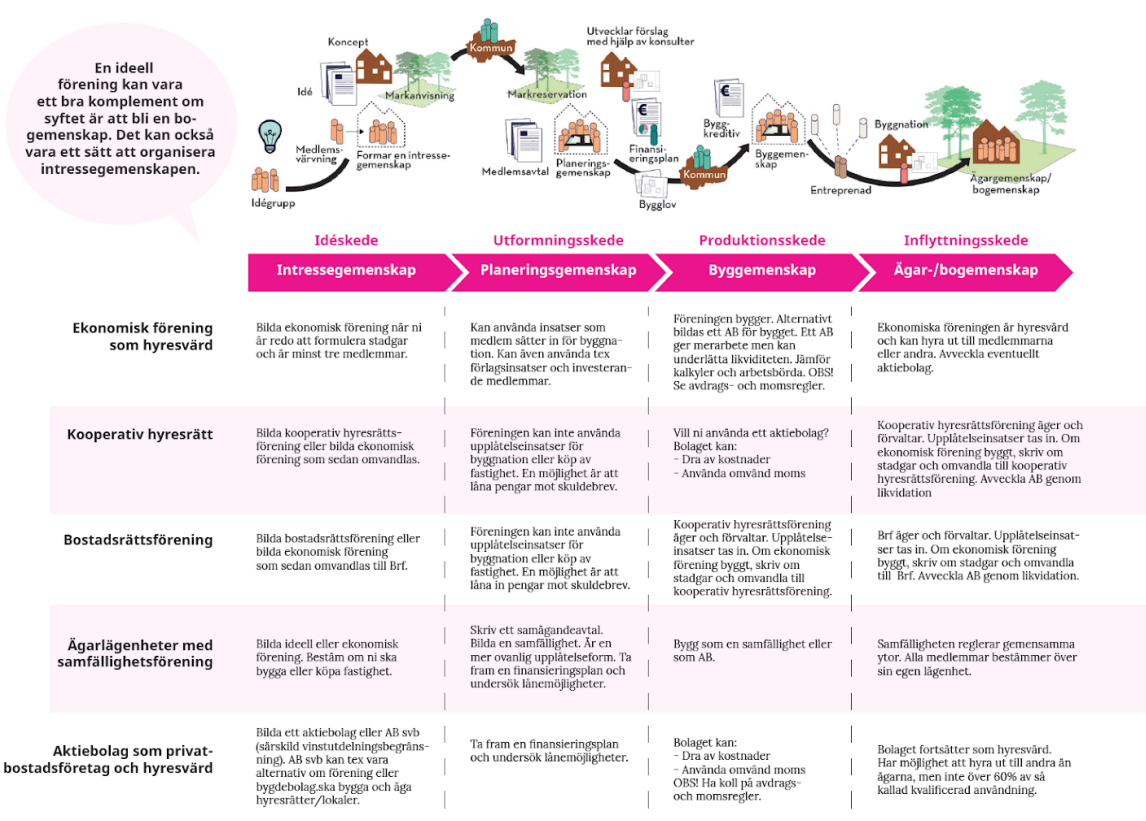 En ideell
förening kan vara
ett bra komplement om
syftet är att bli en bo-
gemenskap. Det kan också
vara ett sätt att organisera
intressegemenskapen.
Koncept
Idé
Markanvisning
Medlems-
värvning
Formar en intresse-
gemenskap
Idégrupp
Kommun
Markreservation
Medlemsavtal
Planerings-
gemenskap
Utvecklar förslag
med hjälp av konsulter
Finansi-
eringsplan
Bygglov
Kommun
Bygg-
kreditiv
Byggemen-
skap
Entreprenad
Byggnation
Ägargemenskap/
bogemenskap
Idéskede
Utformningsskede
Produktionsskede
Inflyttningsskede
Intressegemenskap
Planeringsgemenskap
Byggemenskap
Ägar-/bogemenskap
Ekonomisk förening
som hyresvärd
Bilda ekonomisk förening när ni
är redo att formulera stadgar
och är minst tre medlemmar.
Kan använda insatser som
medlem sätter in för byggna-
tion. Kan även använda tex
förlagsinsatser och investeran-
de medlemmar.
Föreningen bygger. Alternativt
bildas ett AB för bygget. Ett AB
ger merarbete men kan
underlätta likviditeten. Jämför
kalkyler och arbetsbörda. OBS!
Se avdrags- och momsregler.
Ekonomiska föreningen är hyresvärd
och kan hyra ut till medlemmarna
eller andra. Avveckla eventuellt
aktiebolag.
Kooperativ hyresrätt
Bilda kooperativ hyresrätts-
förening eller bilda ekonomisk
förening som sedan omvandlas.
Föreningen kan inte använda
upplåtelseinsatser för
byggnation eller köp av
fastighet. En möjlighet är att
låna pengar mot skuldebrev.
Vill ni använda ett aktiebolag?
Bolaget kan:
- Dra av kostnader
- Använda omvänd moms
Kooperativ hyresrättsförening äger och
förvaltar. Upplåtelseinsatser tas in. Om
ekonomisk förening byggt, skriv om
stadgar och omvandla till kooperativ
hyresrättsförening. Avveckla AB genom
likvidation
Bostadsrättsförening
Bilda bostadsrättsförening eller
bilda ekonomisk förening
som sedan omvandlas till Brf.
Föreningen kan inte använda
upplåtelseinsatser för
byggnation eller köp av
fastighet. En möjlighet är att
låna in pengar mot skuldebrev.
Kooperativ hyresrättsförening
äger och förvaltar. Upplåtelse-
insatser tas in. Om ekonomisk
förening byggt, skriv om
stadgar och omvandla till
kooperativ hyresrättsförening.
Brf äger och förvaltar. Upplåtelseinsat-
ser tas in. Om ekonomisk förening
byggt, skriv om stadgar och omvandla
till Brf. Avveckla AB genom likvidation.
Ägarlägenheter med
samfällighetsförening
Bilda ideell eller ekonomisk
förening. Bestäm om ni ska
bygga eller köpa fastighet.
Skriv ett samägandeavtal.
Bilda en samfällighet. Är en
mer ovanlig upplåtelseform. Ta
fram en finansieringsplan och
undersök lånemöjligheter.
Bygg som en samfällighet eller
som AB.
Samfälligheten reglerar gemensamma
ytor. Alla medlemmar bestämmer över
sin egen lägenhet.
Aktiebolag som privat-
bostadsföretag och hyresvärd
Bilda ett aktiebolag eller AB svb
(särskild vinstutdelningsbegräns-
ning). AB svb kan tex vara
alternativ om förening eller
bygdebolag.ska bygga och äga
hyresrätter/lokaler.
Ta fram en finansieringsplan
och undersök lånemöjligheter.
Bolaget kan:
- Dra av kostnader
- Använda omvänd moms
OBS! Ha koll på avdrags-
och momsregler.
Bolaget fortsätter som hyresvärd.
Har möjlighet att hyra ut till andra än
ägarna, men inte över 60% av så
kallad kvalificerad användning.